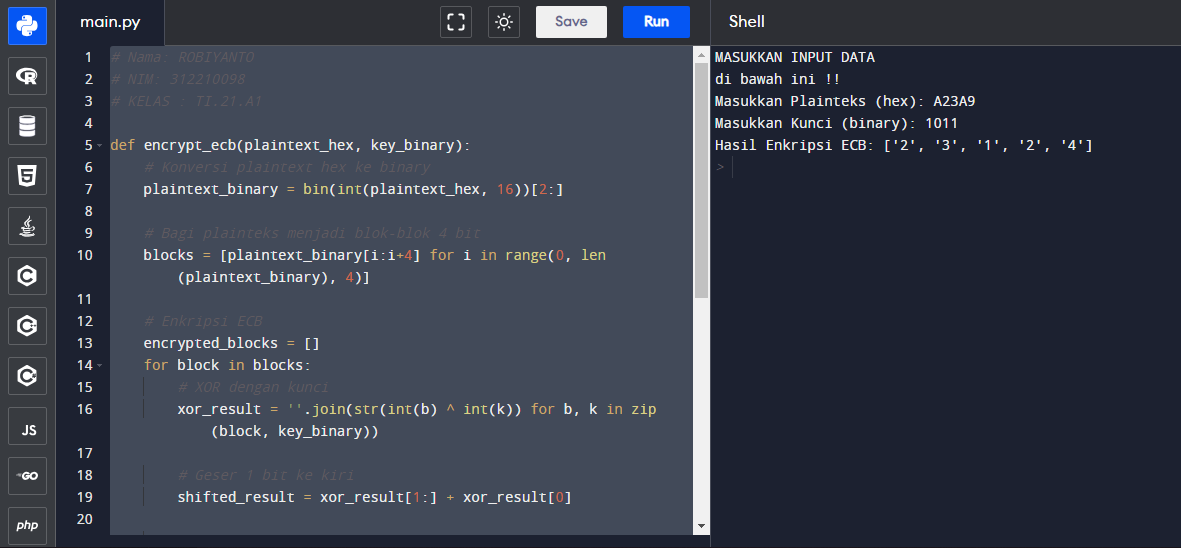 main.py
Save
Run
Shell
1 # Nama: ROBIYANTO
2 # NIM: 312210098
3 # KELAS : TI.21.A1
4
5 def encrypt_ecb(plaintext_hex, key_binary):
6 # Konversi plaintext hex ke binary
7 plaintext_binary = bin(int(plaintext_hex, 16))[2:]
8
9 # Bagi plainteks menjadi blok-blok 4 bit
10 blocks = [plaintext_binary[i:i+4] for i in range(0, len
(plaintext_binary), 4)]
11
12 # Enkripsi ECB
13 encrypted_blocks = []
14 for block in blocks:
15 # XOR dengan kunci
16 xor_result = ''.join(str(int(b) ^ int(k)) for b, k in zip
(block, key_binary))
17
18 # Geser 1 bit ke kiri
19 shifted_result = xor_result[1:] + xor_result[0]
20
MASUKKAN INPUT DATA
di bawah ini !!
Masukkan Plainteks (hex): A23A9
Masukkan Kunci (binary): 1011
Hasil Enkripsi ECB: ['2', '3', '1', '2', '4']
>
R
5
C
C
C
JS
GO
php